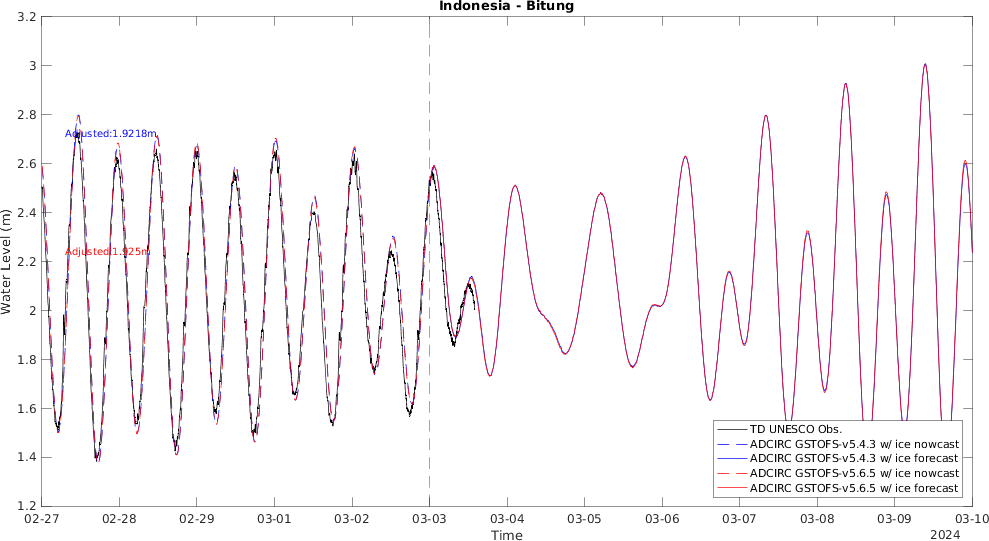 Indonesia - Bitung
3.2
3
2.8
2.6
2.4
2.2
2
1.8
1.6
1.4
1.2
Water Level (m)
Adjusted:1.9218m
Adjusted:1.925m
TD UNESCO Obs.
ADCIRC GSTOFS-v5.4.3 w/ ice nowcast
ADCIRC GSTOFS-v5.4.3 w/ ice forecast
ADCIRC GSTOFS-v5.6.5 w/ ice nowcast
ADCIRC GSTOFS-v5.6.5 w/ ice forecast
02-27 02-28 02-29 03-01 03-02 03-03 03-04 03-05 03-06 03-07 03-08 03-09 03-10
Time
2024